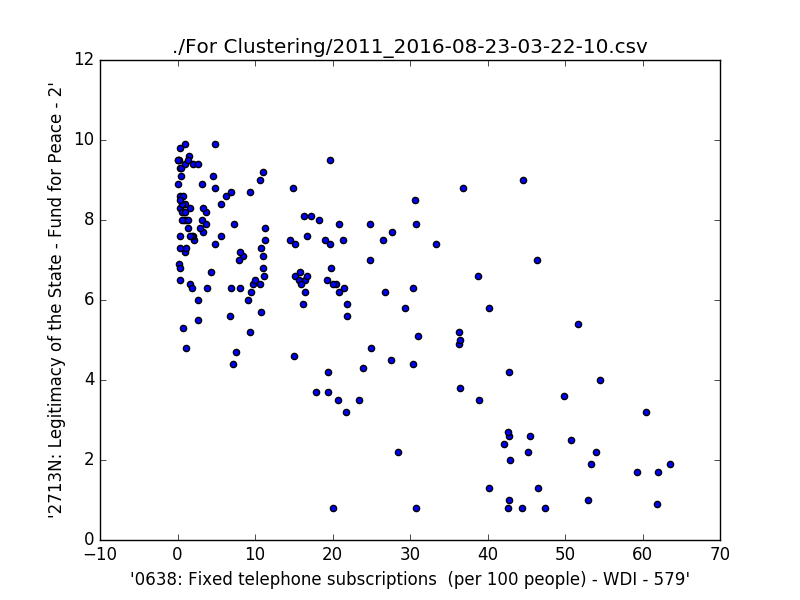 ./For Clustering/2011_2016-08-23-03-22-10.csv
12
10
8
6
4
2
0
'2713N: Legitimacy of the State - Fund for Peace - 2'
−10 0 10 20 30 40 50 60 70
'0638: Fixed telephone subscriptions  (per 100 people) - WDI - 579'